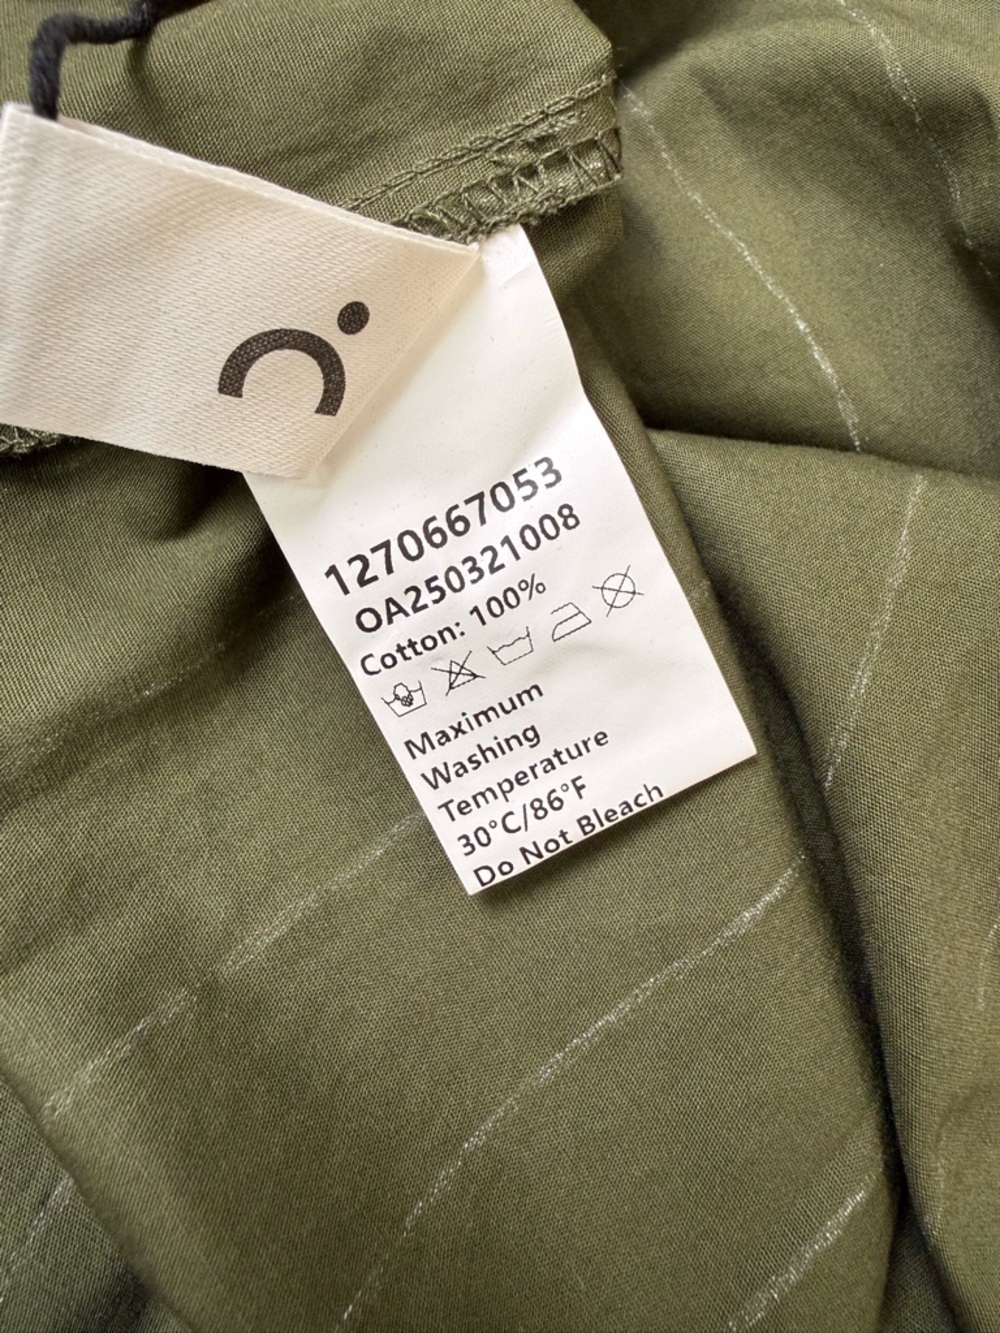 1270667053
OA250321008
Cotton: 100%
Maximum
Washing
Temperature
30°C/86°F
Do Not Bleach